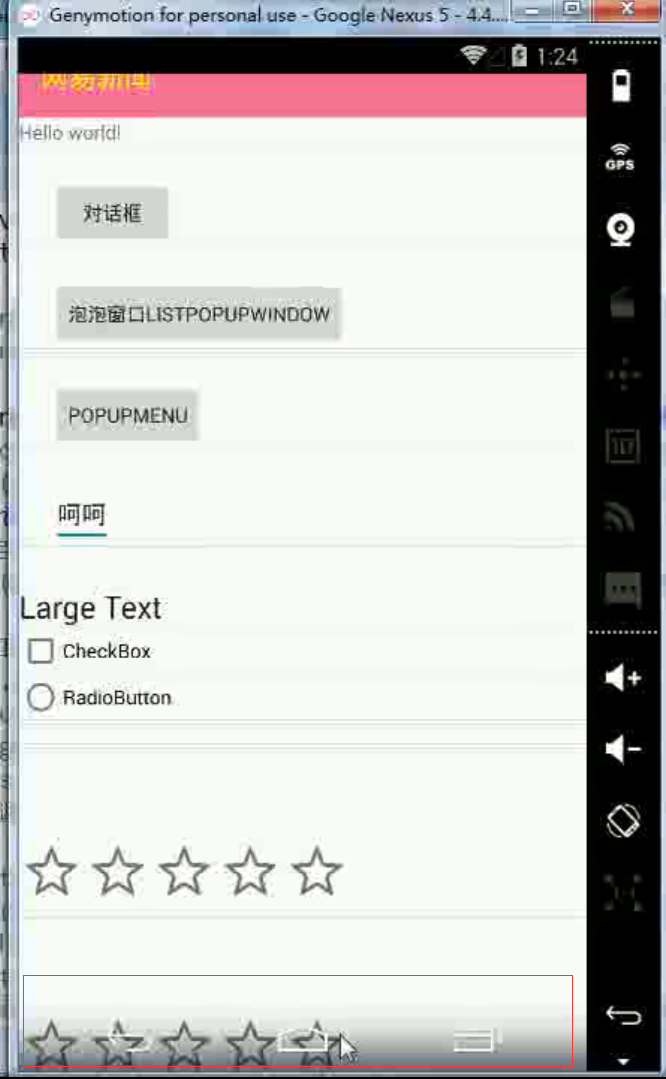 Genymotion for personal use - Google Nexus 5 - 4.4....
1:24
网易新闻
Hello world!
GPS
对话框
泡泡窗口LISTPOPUPWINDOW
POPUPMENU
呵呵
Large Text
CheckBox
RadioButton